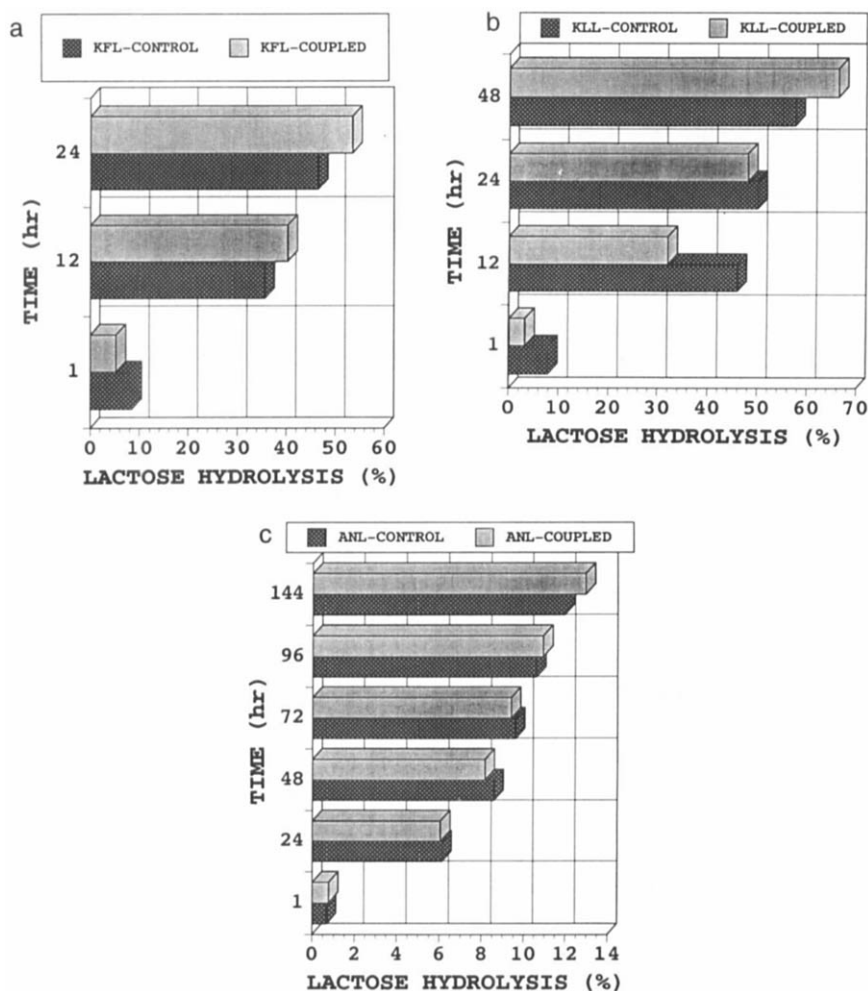 a
KFL-CONTROL KFL-COUPLED
TIME (hr)
24
12
1
0 10 20 30 40 50 60
LACTOSE HYDROLYSIS (%)
b
KLL-CONTROL KLL-COUPLED
TIME (hr)
48
24
12
1
0 10 20 30 40 50 60 70
LACTOSE HYDROLYSIS (%)
c
ANL-CONTROL ANL-COUPLED
TIME (hr)
144
96
72
48
24
1
0 2 4 6 8 10 12 14
LACTOSE HYDROLYSIS (%)